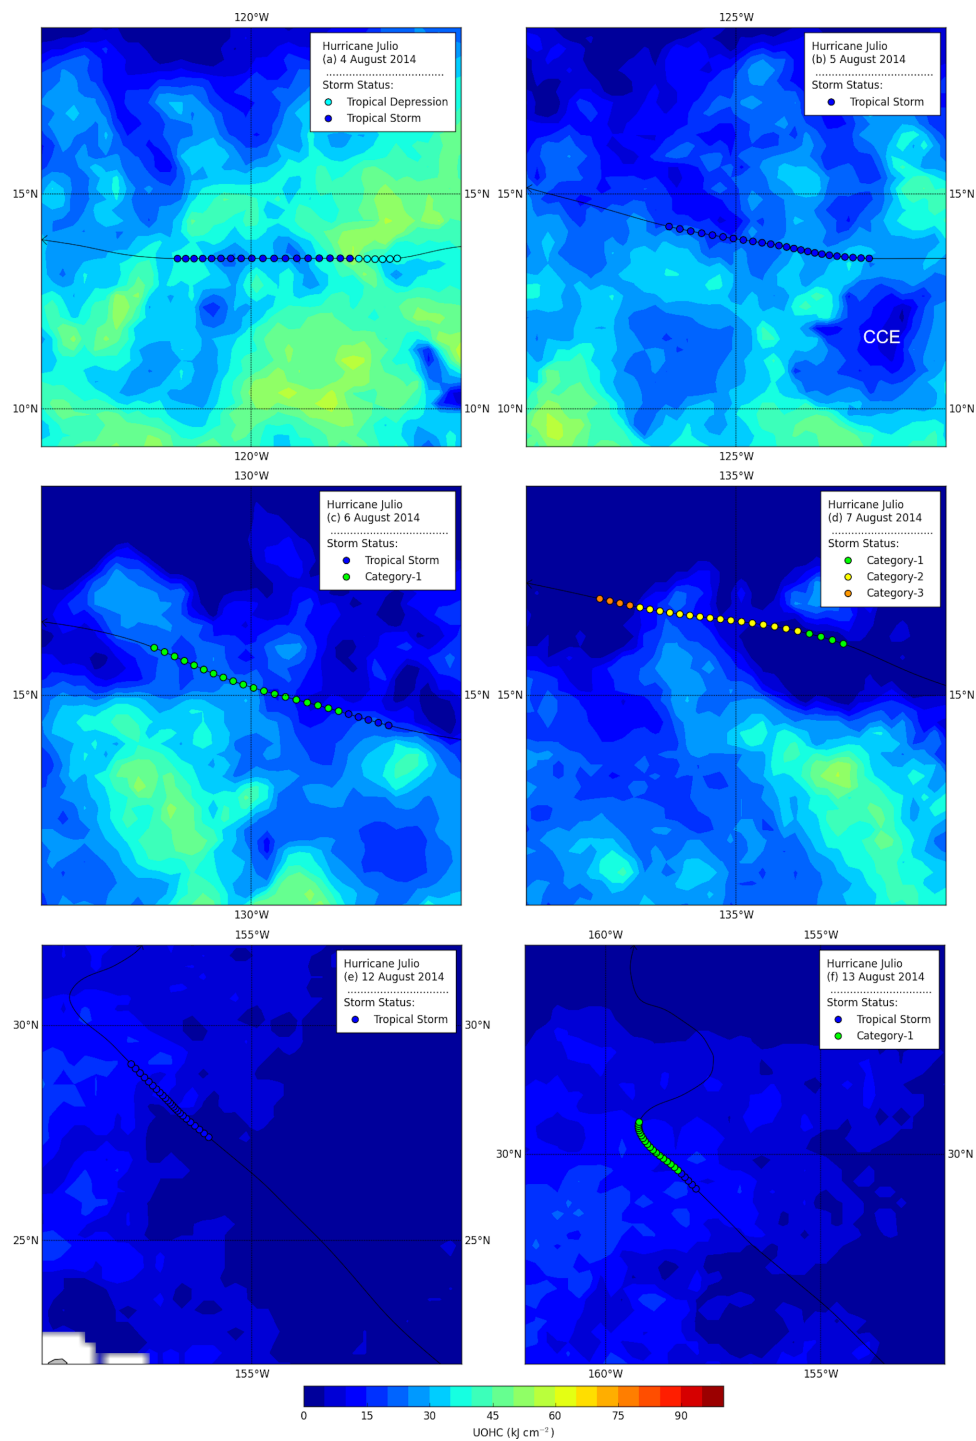 120°W
125°W
Hurricane Julio
(a) 4 August 2014
Storm Status:
Tropical Depression
Tropical Storm
Hurricane Julio
(b) 5 August 2014
Storm Status:
Tropical Storm
15°N
15°N
15°N
CCE
10°N
10°N
10°N
120°W
125°W
130°W
135°W
Hurricane Julio
(c) 6 August 2014
Storm Status:
Tropical Storm
Category-1
Hurricane Julio
(d) 7 August 2014
Storm Status:
Category-1
Category-2
Category-3
15°N
15°N
15°N
130°W
135°W
155°W
160°W
155°W
Hurricane Julio
(e) 12 August 2014
Storm Status:
Tropical Storm
Hurricane Julio
(f) 13 August 2014
Storm Status:
Tropical Storm
Category-1
30°N
30°N
30°N
25°N
25°N
155°W
160°W
155°W
0 15 30 45 60 75 90
UOHC (kJ cm⁻²)